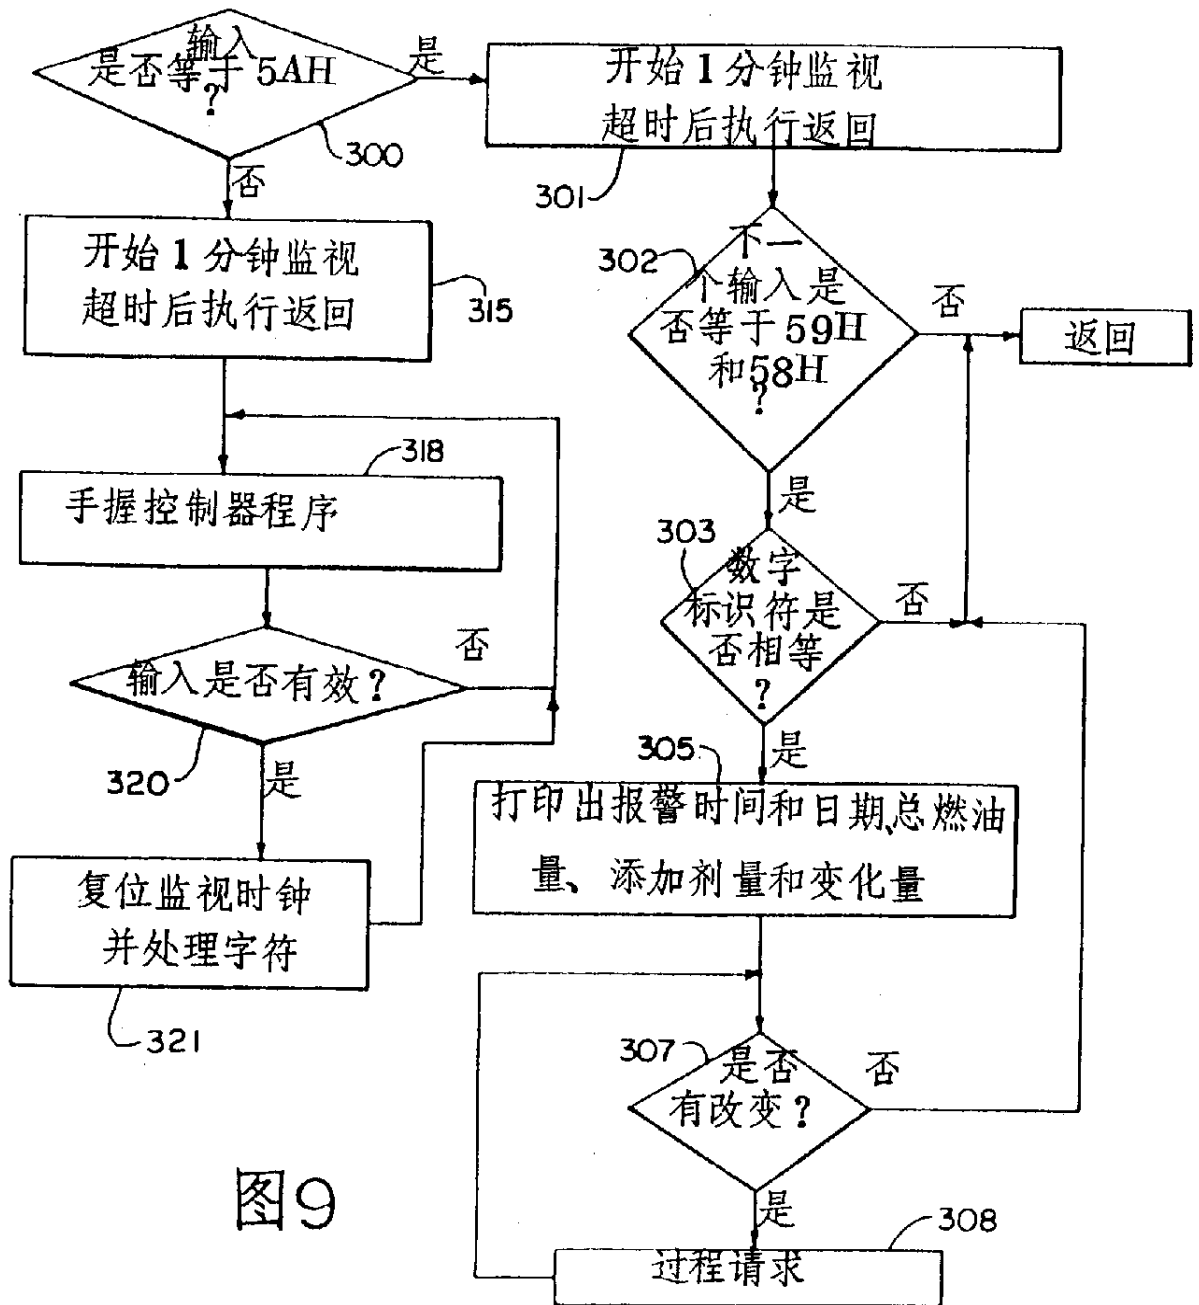 输入
是否等于5AH
?
300
是
否
开始1分钟监视
超时后执行返回
301
不一
个输入是
否等于59H
和58H
?
302
否
返回
是
开始1分钟监视
超时后执行返回
315
318
手握控制器程序
输入是否有效?
320
否
是
复位监视时钟
并处理字符
321
303
数字
标识符是
否相等
?
否
是
305
打印出报警时间和日期、总燃油
量、添加剂量和变化量
307
是否
有改变?
否
是
308
过程请求
图9